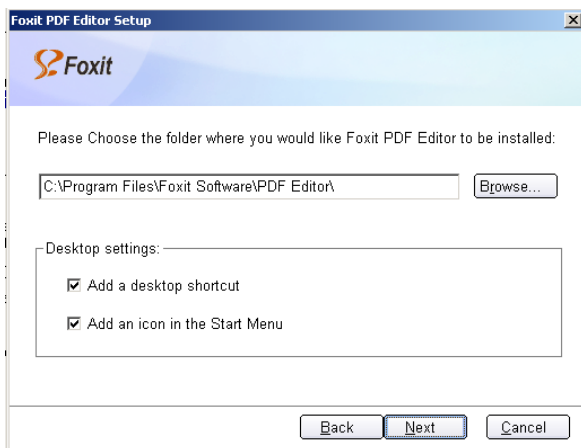 Foxit PDF Editor Setup
Foxit
Please Choose the folder where you would like Foxit PDF Editor to be installed:
C:\Program Files\Foxit Software\PDF Editor\
Browse...
Desktop settings:
Add a desktop shortcut
Add an icon in the Start Menu
Back Next Cancel